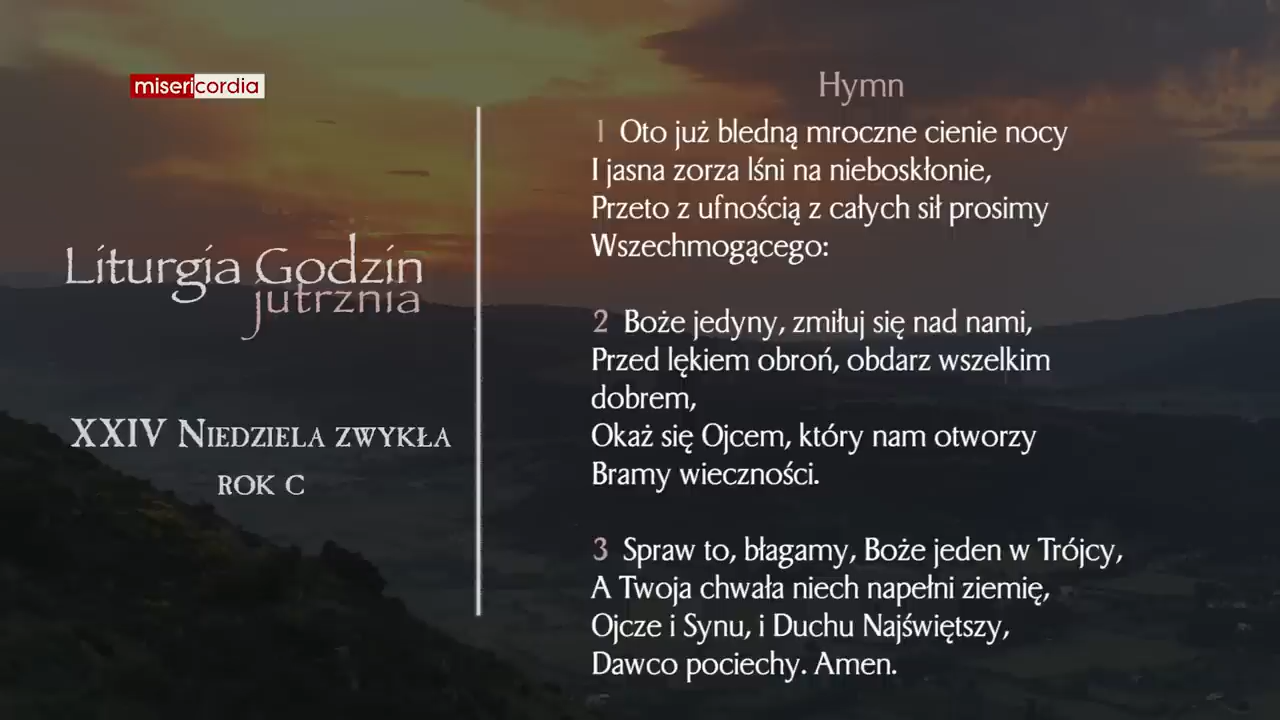 misericordia
Liturgia Godzin
jutrznia
XXIV Niedziela zwykła
rok C
Hymn
1 Oto już bledną mroczne cienie nocy
I jasna zorza lśni na nieboskłonie,
Przeto z ufnością z całych sił prosimy
Wszechmogącego:
2 Boże jedyny, zmiłuj się nad nami,
Przed lękiem obroń, obdarz wszelkim
dobrem,
Okaż się Ojcem, który nam otworzy
Bramy wieczności.
3 Spraw to, błagamy, Boże jeden w Trójcy,
A Twoja chwała niech napełni ziemię,
Ojcze i Synu, i Duchu Najświętszy,
Dawco pociechy. Amen.